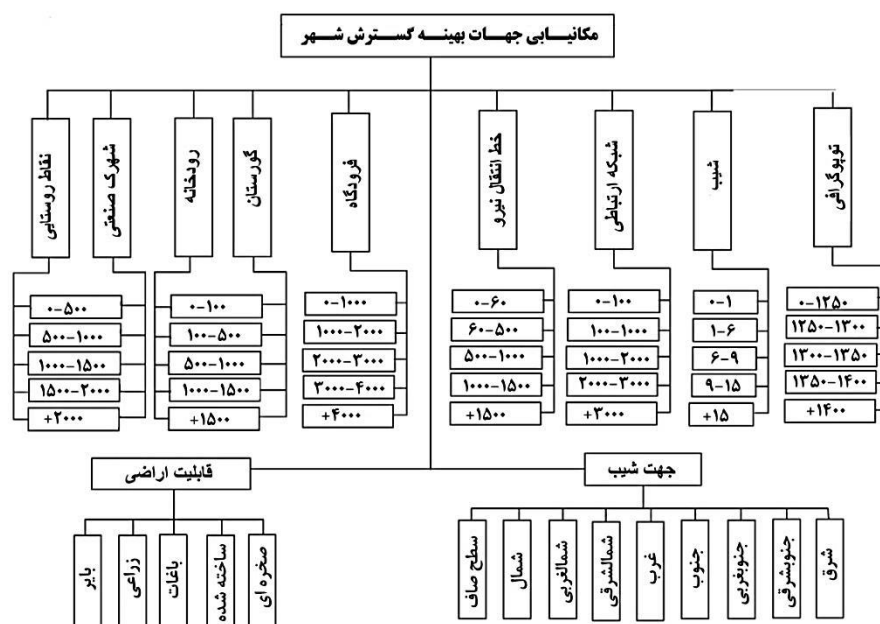 مکانیـــابی جهـــات بهینـــه گســـترش شـــهر
توپوگرافی
شیب
شبکه ارتباطی
خط انتقال نیرو
فرودگاه
گورستان
رودخانه
شهرک صنعتی
نقاط روستایی
۰-۱۲۵۰
۱۲۵۰-۱۳۰۰
۱۳۰۰-۱۳۵۰
۱۳۵۰-۱۴۰۰
+۱۴۰۰
۰-۱
۱-۶
۶-۹
۹-۱۵
+۱۵
۰-۱۰۰
۱۰۰-۱۰۰۰
۱۰۰۰-۲۰۰۰
۲۰۰۰-۳۰۰۰
+۳۰۰۰
۰-۶۰
۶۰-۵۰۰
۵۰۰-۱۰۰۰
۱۰۰۰-۱۵۰۰
+۱۵۰۰
۰-۱۰۰۰
۱۰۰۰-۲۰۰۰
۲۰۰۰-۳۰۰۰
۳۰۰۰-۴۰۰۰
+۴۰۰۰
۰-۱۰۰
۱۰۰-۵۰۰
۵۰۰-۱۰۰۰
۱۰۰۰-۱۵۰۰
+۱۵۰۰
۰-۵۰۰
۵۰۰-۱۰۰۰
۱۰۰۰-۱۵۰۰
۱۵۰۰-۲۰۰۰
+۲۰۰۰
جهت شیب
شرق
جنوبشرقی
جنوبغربی
جنوب
غرب
شمالشرقی
شمالغربی
شمال
سطح صاف
قابلیت اراضی
صخره ای
ساخته شده
باغات
زراعی
بایر